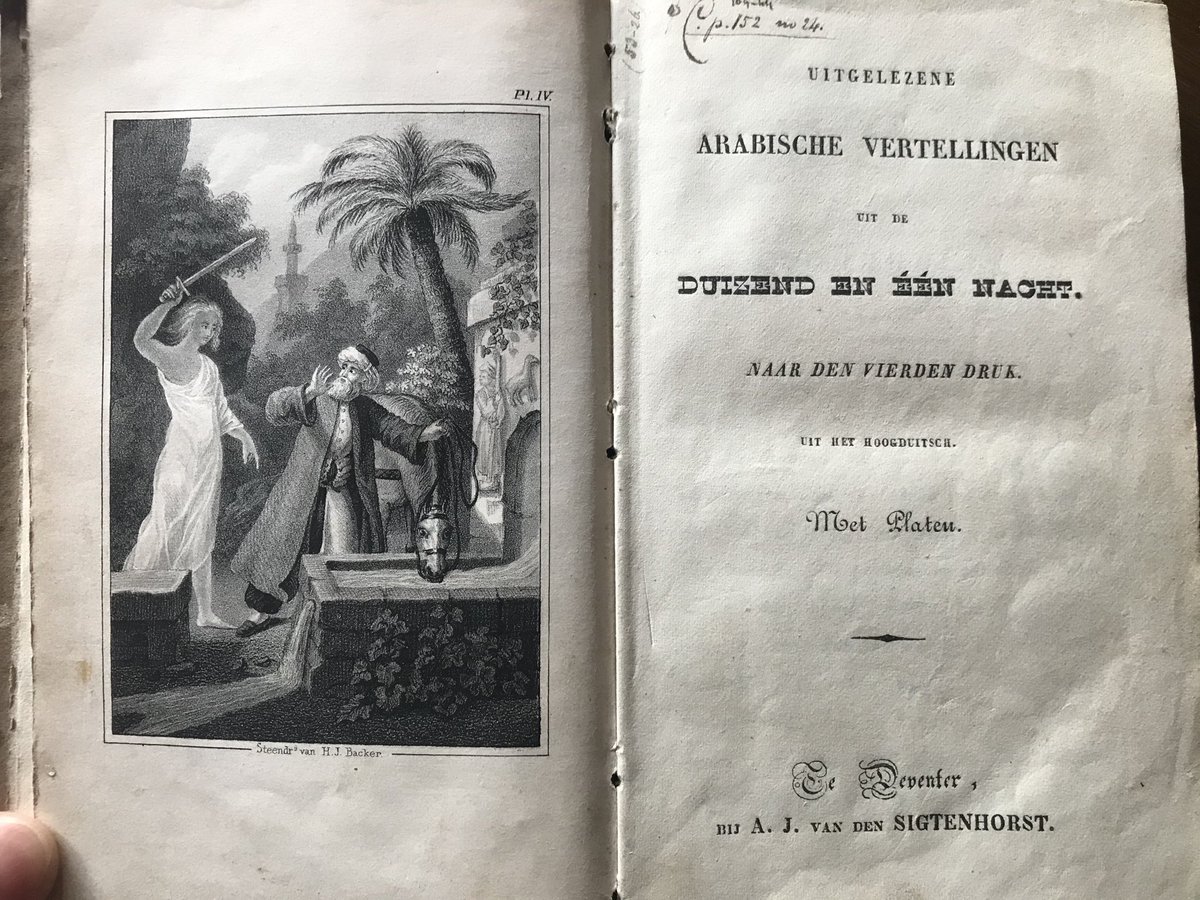 Pl. IV.
Steendr.ʸ van H. J. Backer
p. 152 no 24.
UITGELEZENE
ARABISCHE VERTELLINGEN
UIT DE
DUIZEND EN ÉÉN NACHT.
NAAR DEN VIERDEN DRUK.
UIT HET HOOGDUITSCH.
Met Platen.
Te Deventer,
BIJ A. J. VAN DEN SIGTENHORST.